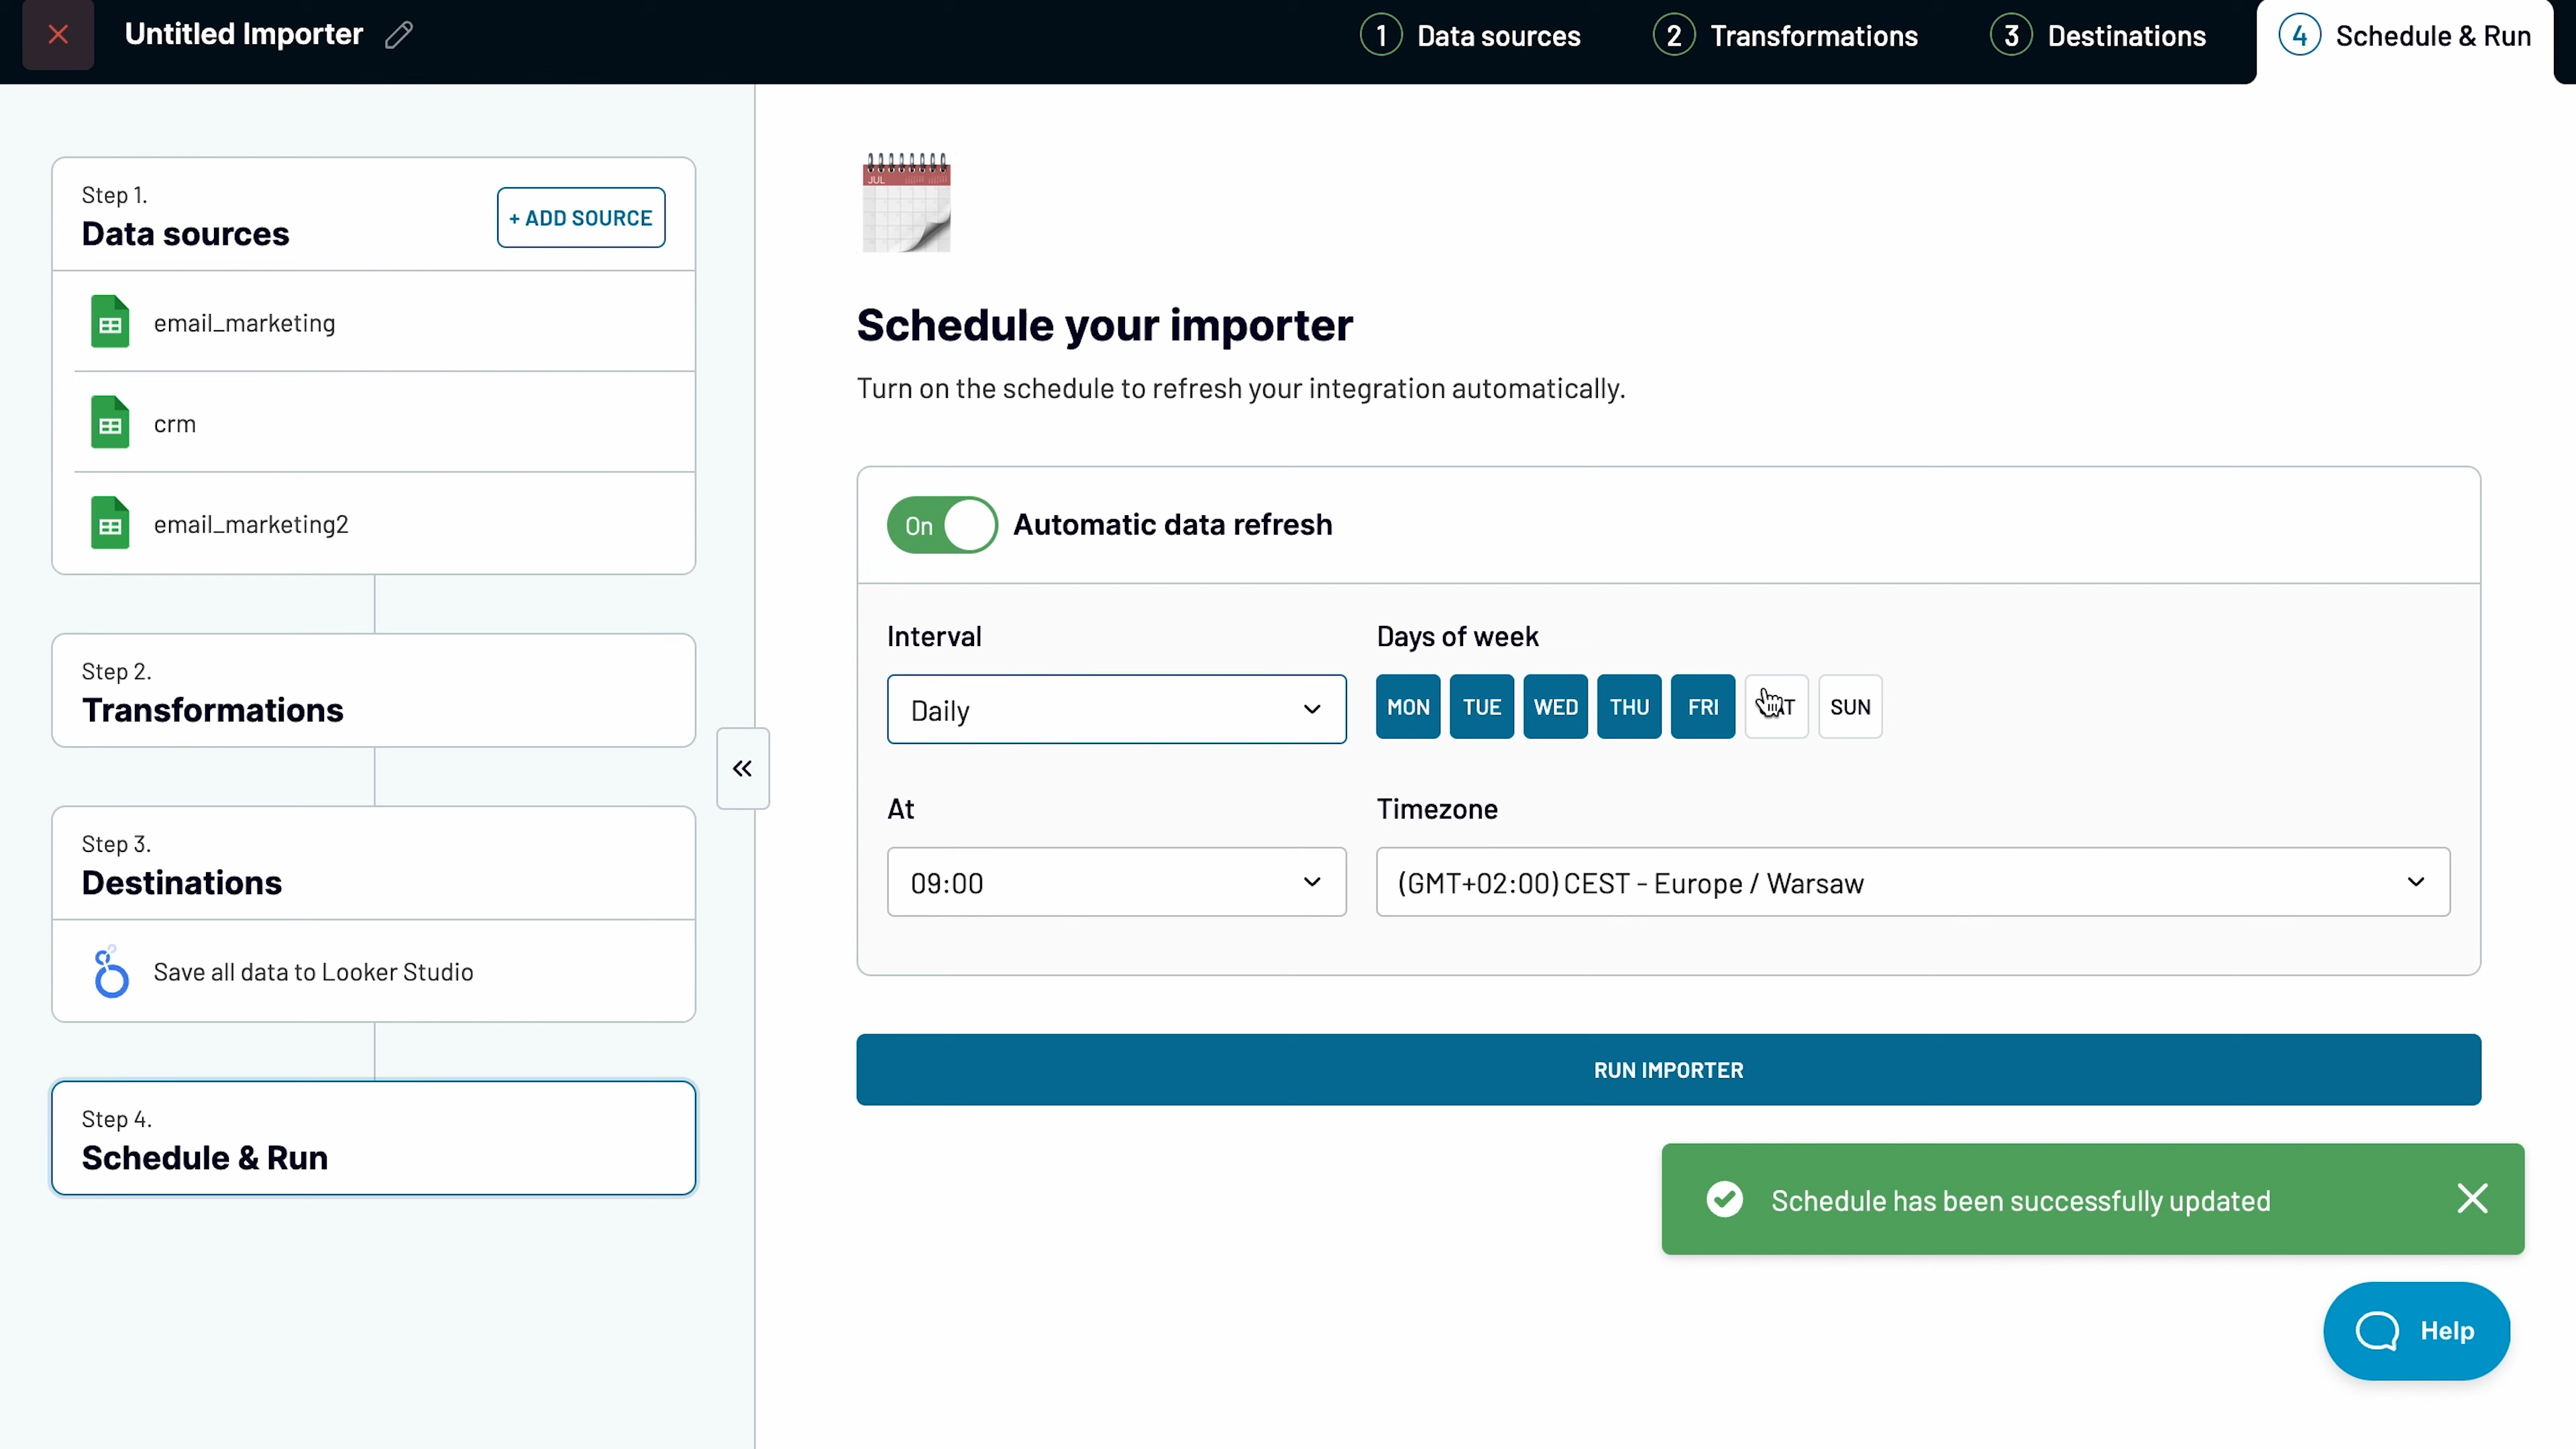 Untitled Importer
1 Data sources
2 Transformations
3 Destinations
4 Schedule & Run
Step 1.
Data sources
+ ADD SOURCE
email_marketing
crm
email_marketing2
Step 2.
Transformations
Step 3.
Destinations
Save all data to Looker Studio
Step 4.
Schedule & Run
JUL
Schedule your importer
Turn on the schedule to refresh your integration automatically.
On
Automatic data refresh
Interval
Days of week
Daily
MON TUE WED THU FRI SUN
At
Timezone
09:00
(GMT+02:00) CEST - Europe / Warsaw
RUN IMPORTER
Schedule has been successfully updated
Help